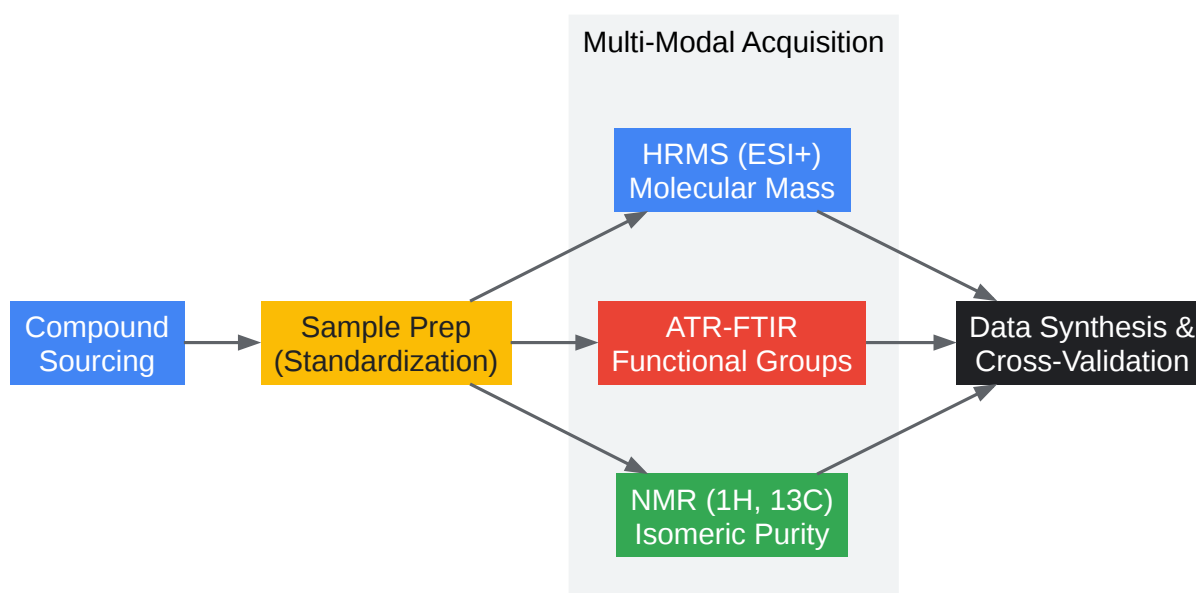 Multi-Modal Acquisition
HRMS (ESI+)
Molecular Mass
Compound
Sourcing
Sample Prep
(Standardization)
ATR-FTIR
Functional Groups
Data Synthesis &
Cross-Validation
NMR (1H, 13C)
Isomeric Purity